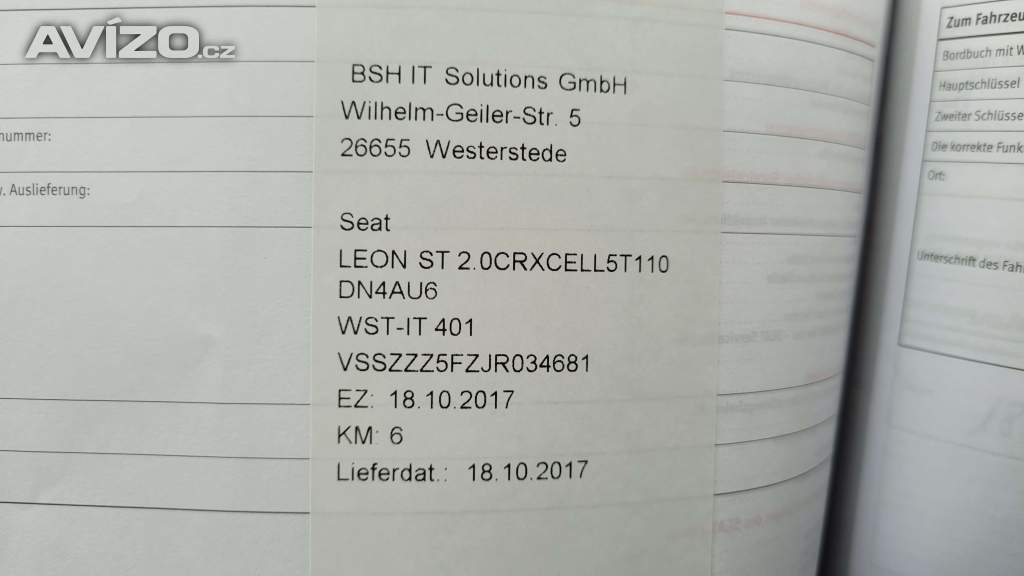 AVÍZO.cz
BSH IT Solutions GmbH
Wilhelm-Geiler-Str. 5
26655 Westerstede
Seat
LEON ST 2.0CRXCELL5T110
DN4AU6
WST-IT 401
VSSZZZ5FZJR034681
EZ: 18.10.2017
KM: 6
Lieferdat.: 18.10.2017
nummer:
. Auslieferung:
Zum Fahrzeu
Bordbuch mit W
Hauptschlüssel
Zweiter Schlüsse
Die korrekte Funk
Ort:
Unterschrift des Fah